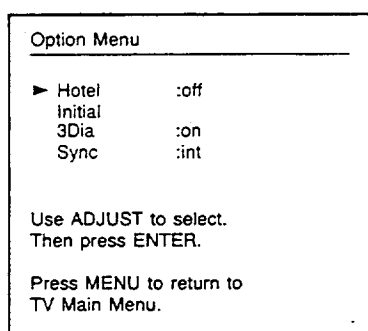 Option Menu
► Hotel :off
Initial
3Dia :on
Sync :int
Use ADJUST to select.
Then press ENTER.
Press MENU to return to
TV Main Menu.